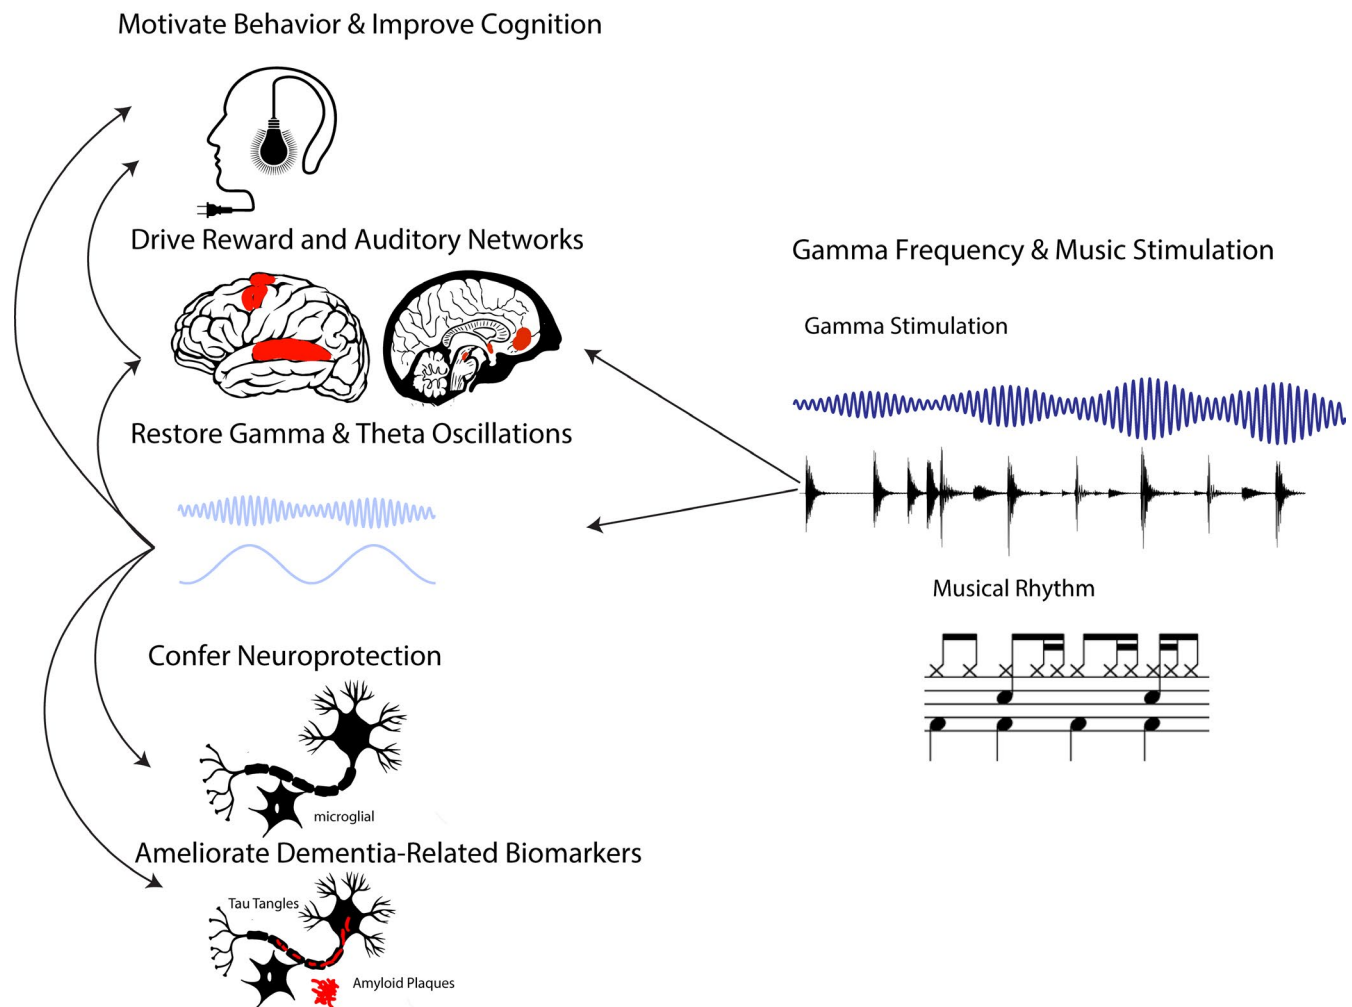 Motivate Behavior & Improve Cognition
Drive Reward and Auditory Networks
Restore Gamma & Theta Oscillations
Confer Neuroprotection
microglial
Ameliorate Dementia-Related Biomarkers
Tau Tangles
Amyloid Plaques
Gamma Frequency & Music Stimulation
Gamma Stimulation
Musical Rhythm